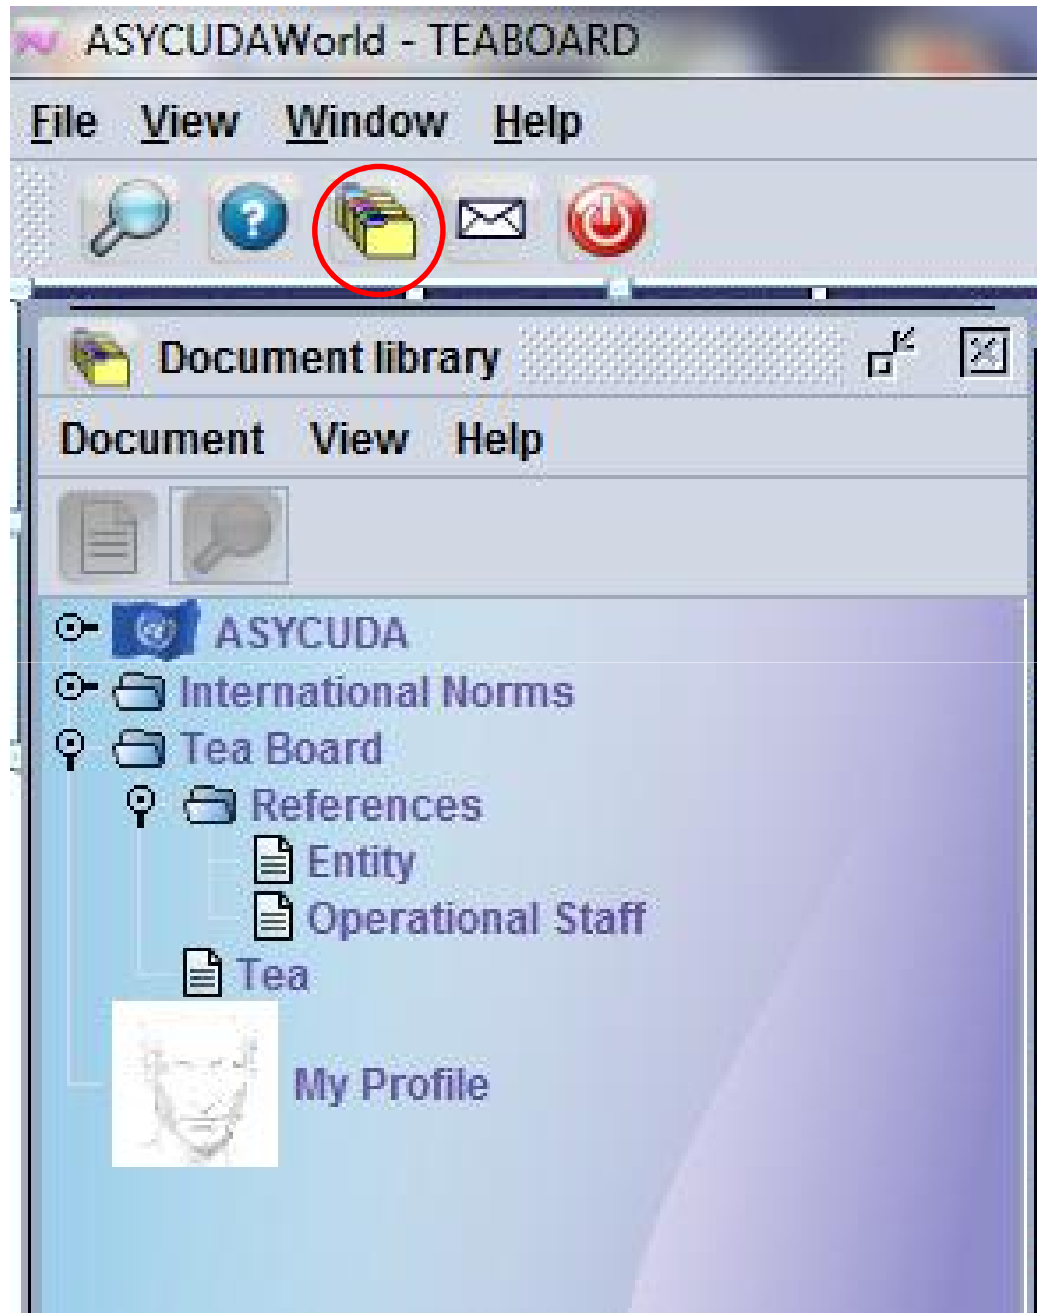 ASYCUDAWorld - TEABOARD
File View Window Help
?
Document library
Document View Help
ASYCUDA
International Norms
Tea Board
References
Entity
Operational Staff
Tea
My Profile